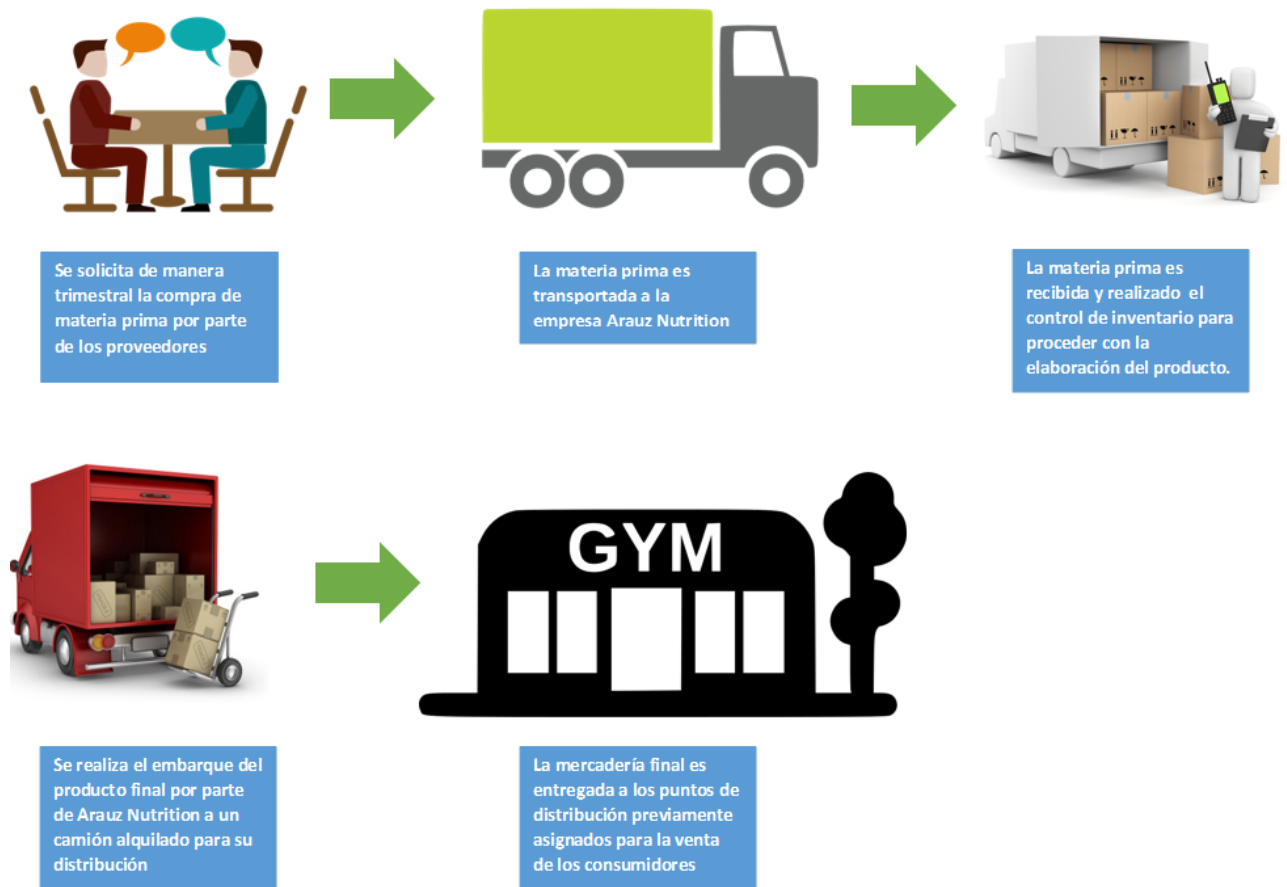 Se solicita de manera
trimestral la compra de
materia prima por parte
de los proveedores
La materia prima es
transportada a la
empresa Arauz Nutrition
La materia prima es
recibida y realizado el
control de inventario para
proceder con la
elaboración del producto.
GYM
Se realiza el embarque del
producto final por parte
de Arauz Nutrition a un
camión alquilado para su
distribución
La mercadería final es
entregada a los puntos de
distribución previamente
asignados para la venta
de los consumidores